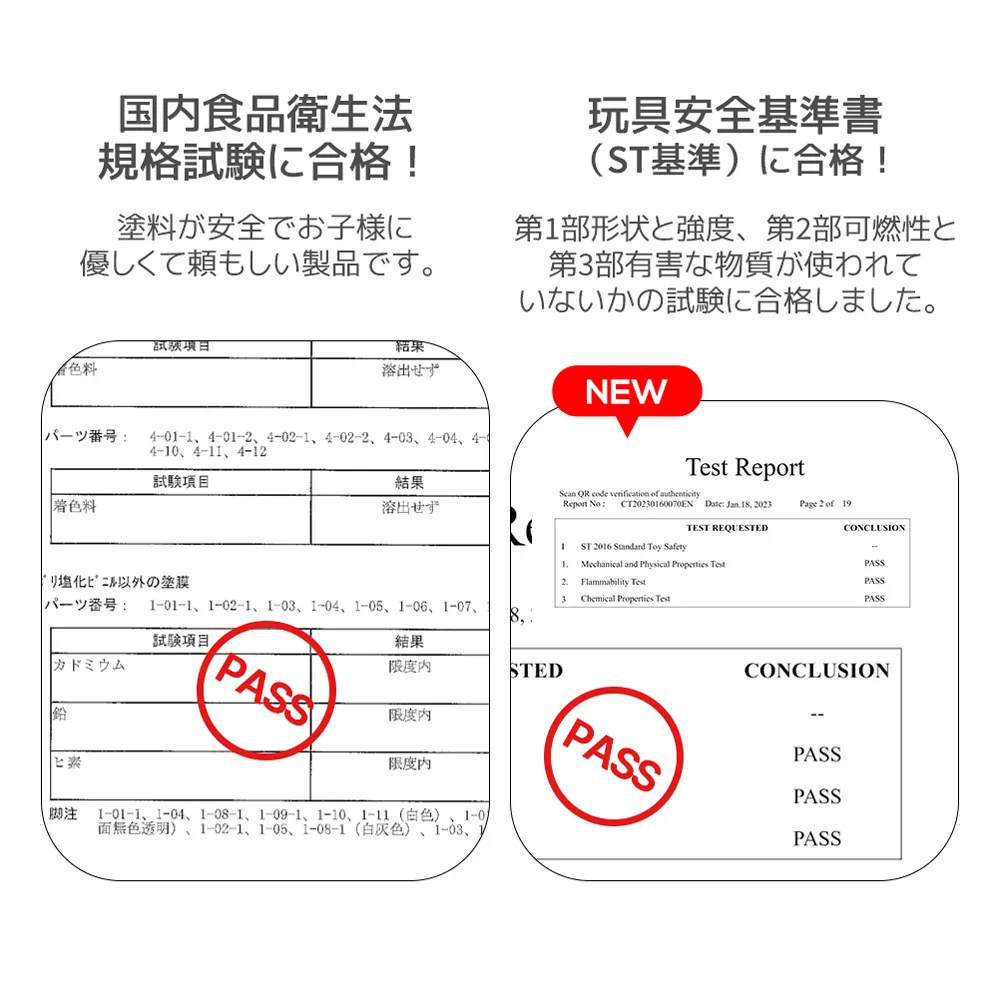 国内食品衛生法
規格試験に合格！
塗料が安全でお子様に
優しくて頼もしい製品です。
試験項目 結果
着色料 溶出せず
パーツ番号： 4-01-1、4-01-2、4-02-1、4-02-2、4-03、4-04、
4-10、4-11、4-12
試験項目 結果
着色料 溶出せず
リ塩化ビニル以外の塗膜
パーツ番号： 1-01-1、1-02-1、1-03、1-04、1-05、1-06、1-07、
試験項目 結果
カドミウム 限度内
鉛 限度内
ヒ素 限度内
PASS
脚注 1-01-1、1-04、1-08-1、1-09-1、1-10、1-11（白色）、
面無色透明）、1-02-1、1-05、1-08-1（白灰色）、1-03、
玩具安全基準書
（ST基準）に合格！
第1部形状と強度、第2部可燃性と
第3部有害な物質が使われて
いないかの試験に合格しました。
NEW
Test Report
Scan QR code verification of authenticity
Report No : CT20230160070EN Date: Jan.18, 2023 Page 2 of 19
TEST REQUESTED CONCLUSION
1 ST 2016 Standard Toy Safety --
1. Mechanical and Physical Properties Test PASS
2. Flammability Test PASS
3 Chemical Properties Test PASS
Re
8,
STED CONCLUSION
--
PASS
PASS
PASS
PASS